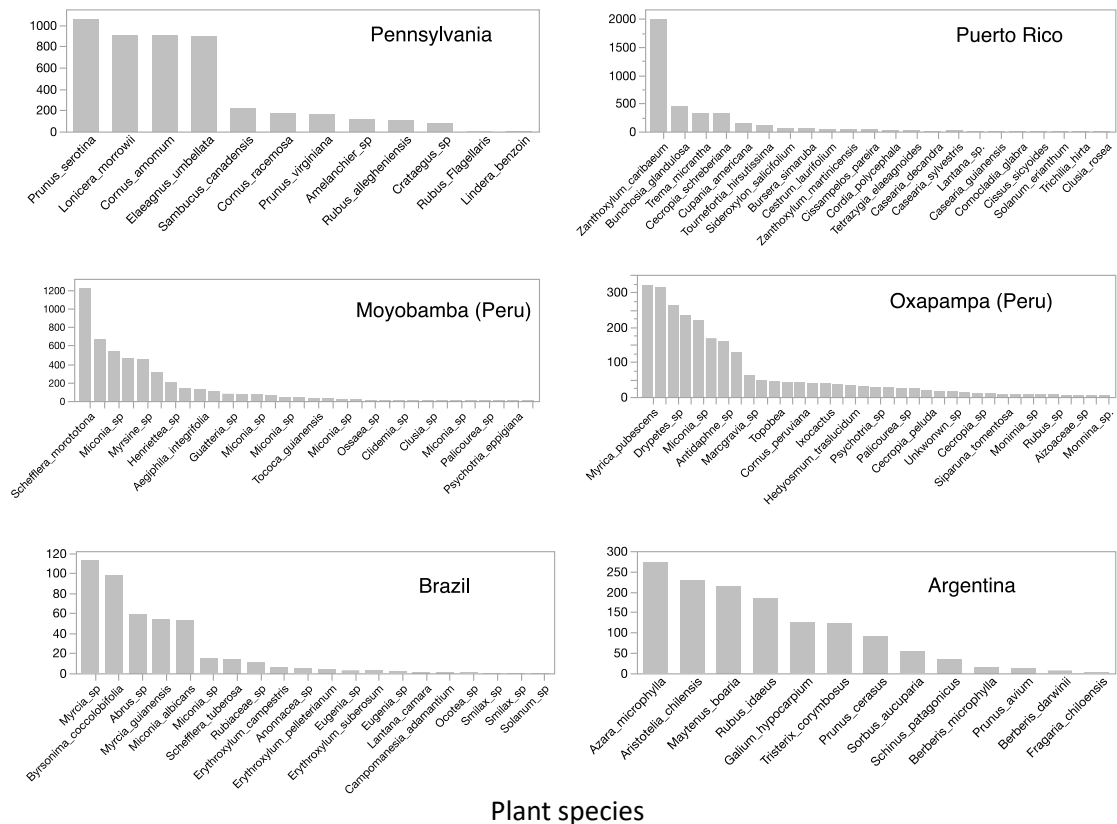 Pennsylvania
1000
800
600
400
200
0
Prunus_serotina
Lonicera_morrowii
Cornus_amomum
Elaeagnus_umbellata
Sambucus_canadensis
Cornus_racemosa
Prunus_virginiana
Amelanchier_sp
Rubus_allegheniensis
Crataegus_sp
Rubus_Flagellaris
Lindera_benzoin
Puerto Rico
2000
1500
1000
500
0
Zanthoxylum_caribaeum
Bunchosia_glandulosa
Trema_micrantha
Cecropia_schreberiana
Cupania_americana
Tournefortia_hirsutissima
Sideroxylon_salicifolium
Bursera_simaruba
Cestrum_laurifolium
Zanthoxylum_martinicensis
Cissampelos_pareira
Cordia_polycephala
Tetrazygia_elaeagnoides
Casearia_decandra
Casearia_sylvestris
Lantana_sp.
Casearia_guianensis
Comocladia_glabra
Cissus_sicyoides
Solanum_erianthum
Trichilia_hirta
Clusia_rosea
Moyobamba (Peru)
1200
1000
800
600
400
200
0
Schefflera_morototona
Miconia_sp
Myrsine_sp
Henriettea_sp
Aegiphila_integrifolia
Guatteria_sp
Miconia_sp
Miconia_sp
Tococa_guianensis
Miconia_sp
Ossaea_sp
Clidemia_sp
Clusia_sp
Miconia_sp
Palicourea_sp
Psychotria_eppigiana
Oxapampa (Peru)
300
200
100
0
Myrica_pubescens
Drypetes_sp
Miconia_sp
Antidaphne_sp
Marcgravia_sp
Topobea
Cornus_peruviana
Ixocactus
Hedyosmum_traslucidum
Psychotria_sp
Palicourea_sp
Cecropia_peluda
Unkwonwn_sp
Cecropia_sp
Siparuna_tomentosa
Monimia_sp
Rubus_sp
Aizoaceae_sp
Monnina_sp.
Brazil
120
100
80
60
40
20
0
Myrcia_sp
Byrsonima_coccolobifolia
Abrus_sp
Myrcia_guianensis
Miconia_albicans
Miconia_sp
Schefflera_tuberosa
Rubiaceae_sp
Erythroxylum_campestris
Anonnacea_sp
Erythroxylum_pelleterianum
Eugenia_sp
Erythroxylum_suberosum
Eugenia_sp
Lantana_camara
Campomanesia_adamantium
Ocotea_sp
Smilax_sp
Smilax_sp
Solanum_sp
Argentina
300
250
200
150
100
50
0
Azara_microphylla
Aristotelia_chilensis
Maytenus_boaria
Rubus_idaeus
Galium_hypocarpium
Tristerix_corymbosus
Prunus_cerasus
Sorbus_aucuparia
Schinus_patagonicus
Berberis_microphylla
Prunus_avium
Berberis_darwinii
Fragaria_chiloensis
Plant species